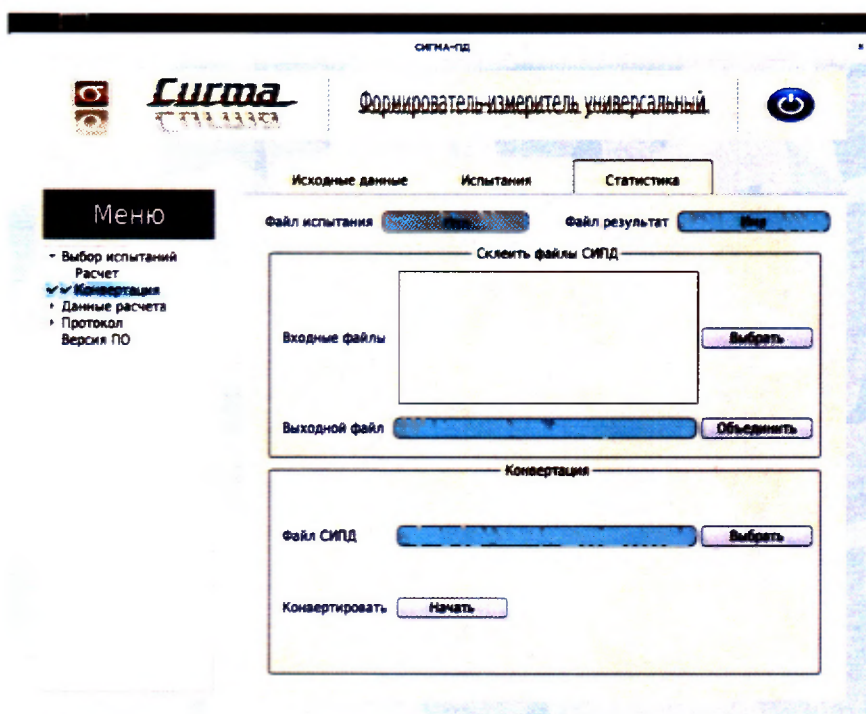 СИГМА-ПД
Сигма
Формирователь-измеритель универсальный
Исходные данные Испытания Статистика
Меню
Файл испытания Имя Файл результат Имя
Выбор испытаний
Расчет
Конвертация
Данные расчета
Протокол
Версия ПО
Склеить файлы СИПД
Входные файлы Выбрать
Выходной файл Объединить
Конвертация
Файл СИПД Выбрать
Конвертировать Начать